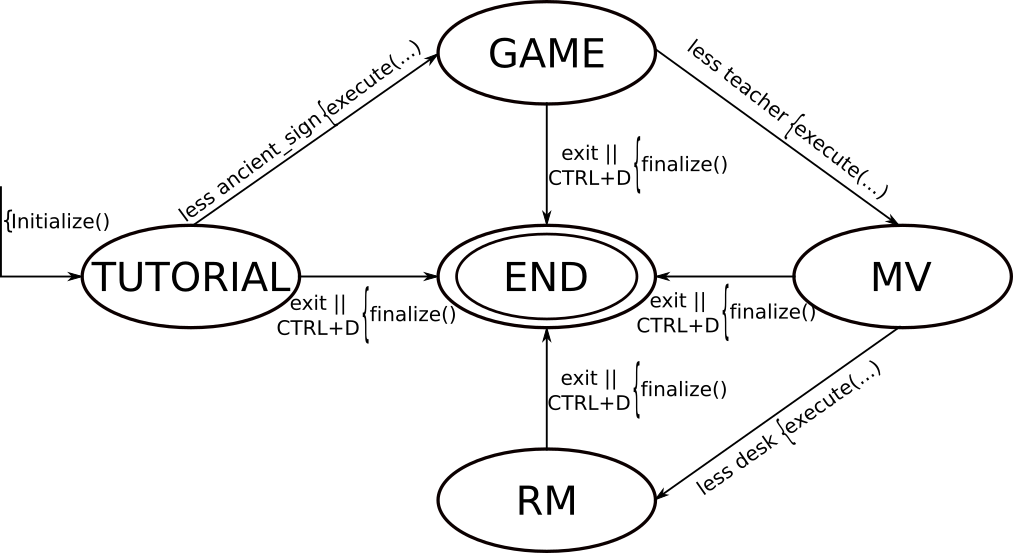 GAME
less ancient_sign{execute(...)
less teacher {execute(...)
exit ||
CTRL+D {finalize()
{Initialize()
TUTORIAL
END
MV
exit ||
CTRL+D {finalize()
exit ||
CTRL+D {finalize()
exit ||
CTRL+D {finalize()
less desk {execute(...)
RM